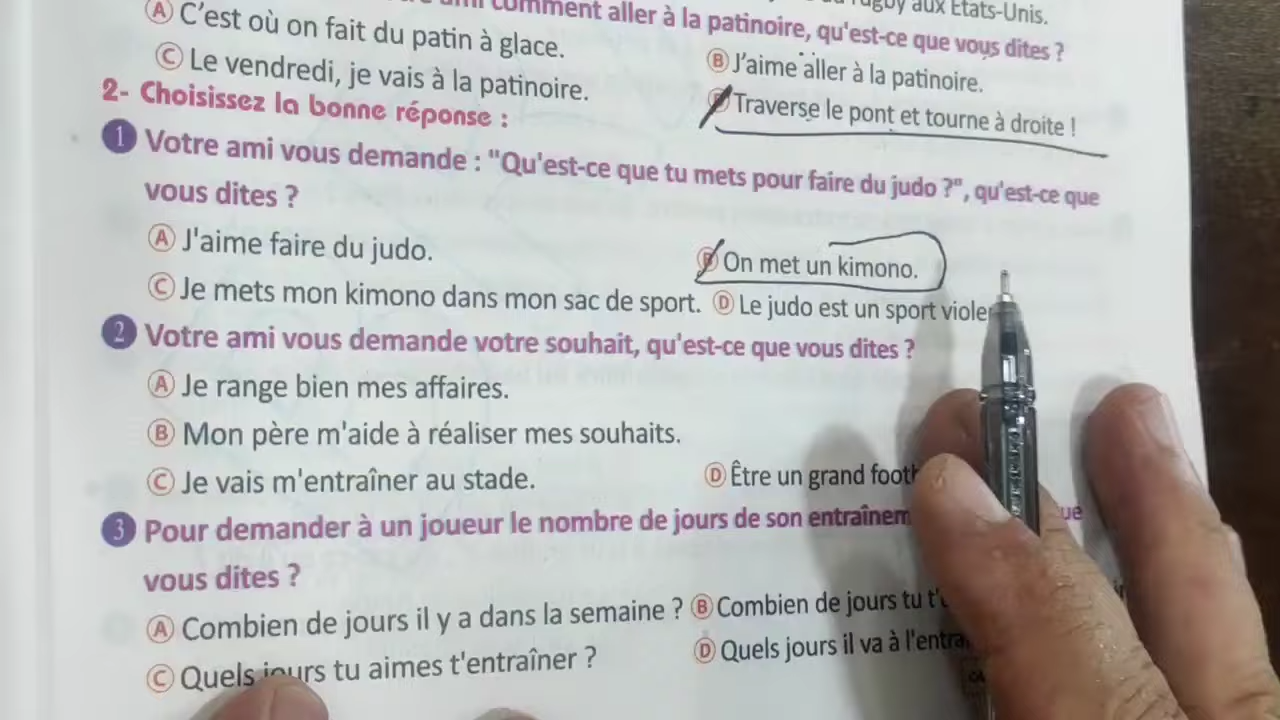 rugby aux États-Unis.
ami comment aller à la patinoire, qu'est-ce que vous dites ?
A C'est où on fait du patin à glace.
B J'aime aller à la patinoire.
C Le vendredi, je vais à la patinoire.
Traverse le pont et tourne à droite !
2- Choisissez la bonne réponse :
1 Votre ami vous demande : "Qu'est-ce que tu mets pour faire du judo ?", qu'est-ce que
vous dites ?
A J'aime faire du judo.
B On met un kimono.
C Je mets mon kimono dans mon sac de sport.
D Le judo est un sport
2 Votre ami vous demande votre souhait, qu'est-ce que vous dites ?
A Je range bien mes affaires.
B Mon père m'aide à réaliser mes souhaits.
C Je vais m'entraîner au stade.
D Être un grand
3 Pour demander à un joueur le nombre de jours de son
vous dites ?
A Combien de jours il y a dans la semaine ?
B Combien de jours tu
C Quels jours tu aimes t'entraîner ?
D Quels jours il va à